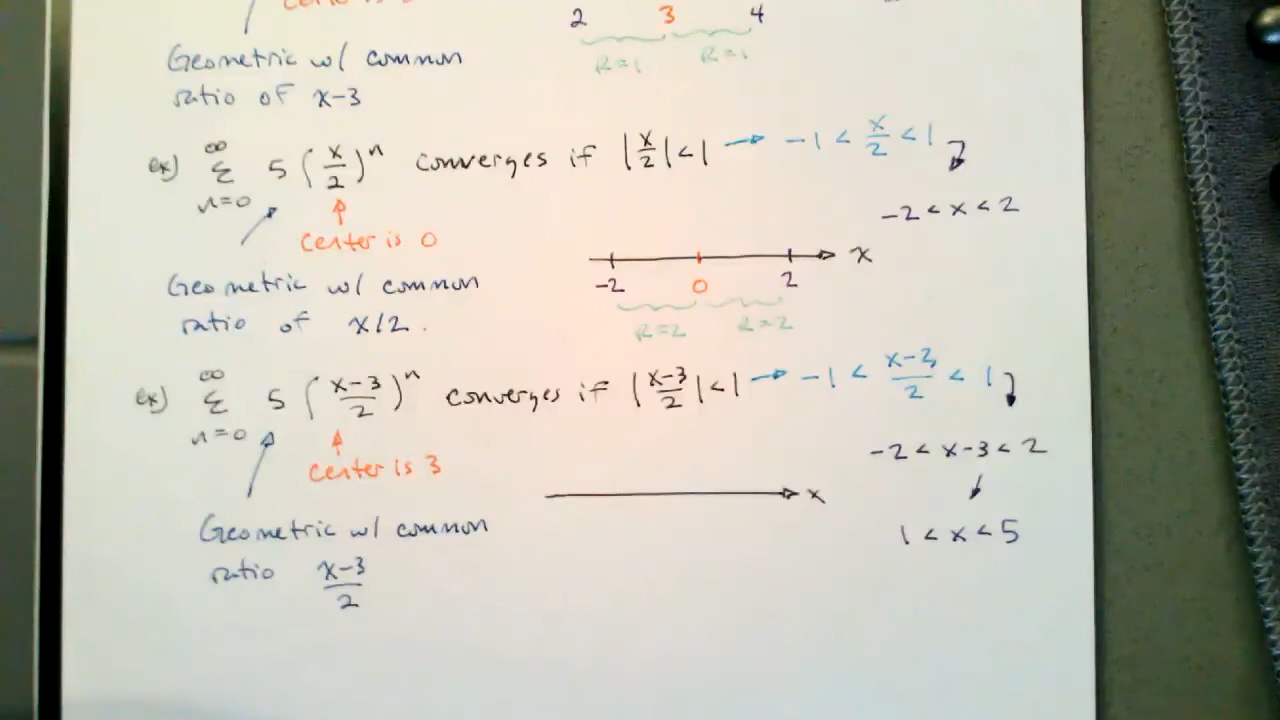 center is
2 3 4
R=1 R=1
Geometric w/ common
ratio of x-3
ex) ∞ Σ n=0 5 (x/2)^n converges if |x/2| < 1 → -1 < x/2 < 1
-2 < x < 2
center is 0
x
-2 0 2
R=2 R=2
Geometric w/ common
ratio of x/2.
ex) ∞ Σ n=0 5 ((x-3)/2)^n converges if |(x-3)/2| < 1 → -1 < (x-3)/2 < 1
-2 < x-3 < 2
center is 3
x
1 < x < 5
Geometric w/ common
ratio (x-3)/2